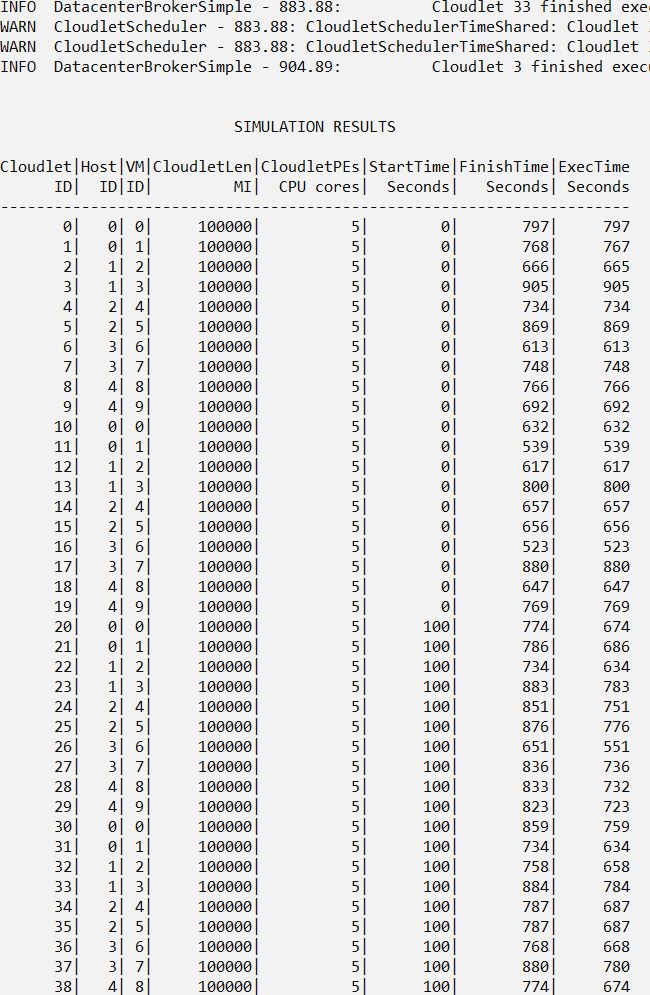 INFO  DatacenterBrokerSimple - 883.88:          Cloudlet 33 finished exec
WARN  CloudletScheduler - 883.88: CloudletSchedulerTimeShared: Cloudlet
WARN  CloudletScheduler - 883.88: CloudletSchedulerTimeShared: Cloudlet
INFO  DatacenterBrokerSimple - 904.89:          Cloudlet 3 finished execu
SIMULATION RESULTS
Cloudlet|Host|VM|CloudletLen|CloudletPEs|StartTime|FinishTime|ExecTime
      ID|  ID|ID|         MI|  CPU cores|  Seconds|   Seconds| Seconds
----------------------------------------------------------------------
       0|   0| 0|     100000|          5|        0|       797|     797
       1|   0| 1|     100000|          5|        0|       768|     767
       2|   1| 2|     100000|          5|        0|       666|     665
       3|   1| 3|     100000|          5|        0|       905|     905
       4|   2| 4|     100000|          5|        0|       734|     734
       5|   2| 5|     100000|          5|        0|       869|     869
       6|   3| 6|     100000|          5|        0|       613|     613
       7|   3| 7|     100000|          5|        0|       748|     748
       8|   4| 8|     100000|          5|        0|       766|     766
       9|   4| 9|     100000|          5|        0|       692|     692
      10|   0| 0|     100000|          5|        0|       632|     632
      11|   0| 1|     100000|          5|        0|       539|     539
      12|   1| 2|     100000|          5|        0|       617|     617
      13|   1| 3|     100000|          5|        0|       800|     800
      14|   2| 4|     100000|          5|        0|       657|     657
      15|   2| 5|     100000|          5|        0|       656|     656
      16|   3| 6|     100000|          5|        0|       523|     523
      17|   3| 7|     100000|          5|        0|       880|     880
      18|   4| 8|     100000|          5|        0|       647|     647
      19|   4| 9|     100000|          5|        0|       769|     769
      20|   0| 0|     100000|          5|      100|       774|     674
      21|   0| 1|     100000|          5|      100|       786|     686
      22|   1| 2|     100000|          5|      100|       734|     634
      23|   1| 3|     100000|          5|      100|       883|     783
      24|   2| 4|     100000|          5|      100|       851|     751
      25|   2| 5|     100000|          5|      100|       876|     776
      26|   3| 6|     100000|          5|      100|       651|     551
      27|   3| 7|     100000|          5|      100|       836|     736
      28|   4| 8|     100000|          5|      100|       833|     732
      29|   4| 9|     100000|          5|      100|       823|     723
      30|   0| 0|     100000|          5|      100|       859|     759
      31|   0| 1|     100000|          5|      100|       734|     634
      32|   1| 2|     100000|          5|      100|       758|     658
      33|   1| 3|     100000|          5|      100|       884|     784
      34|   2| 4|     100000|          5|      100|       787|     687
      35|   2| 5|     100000|          5|      100|       787|     687
      36|   3| 6|     100000|          5|      100|       768|     668
      37|   3| 7|     100000|          5|      100|       880|     780
      38|   4| 8|     100000|          5|      100|       774|     674